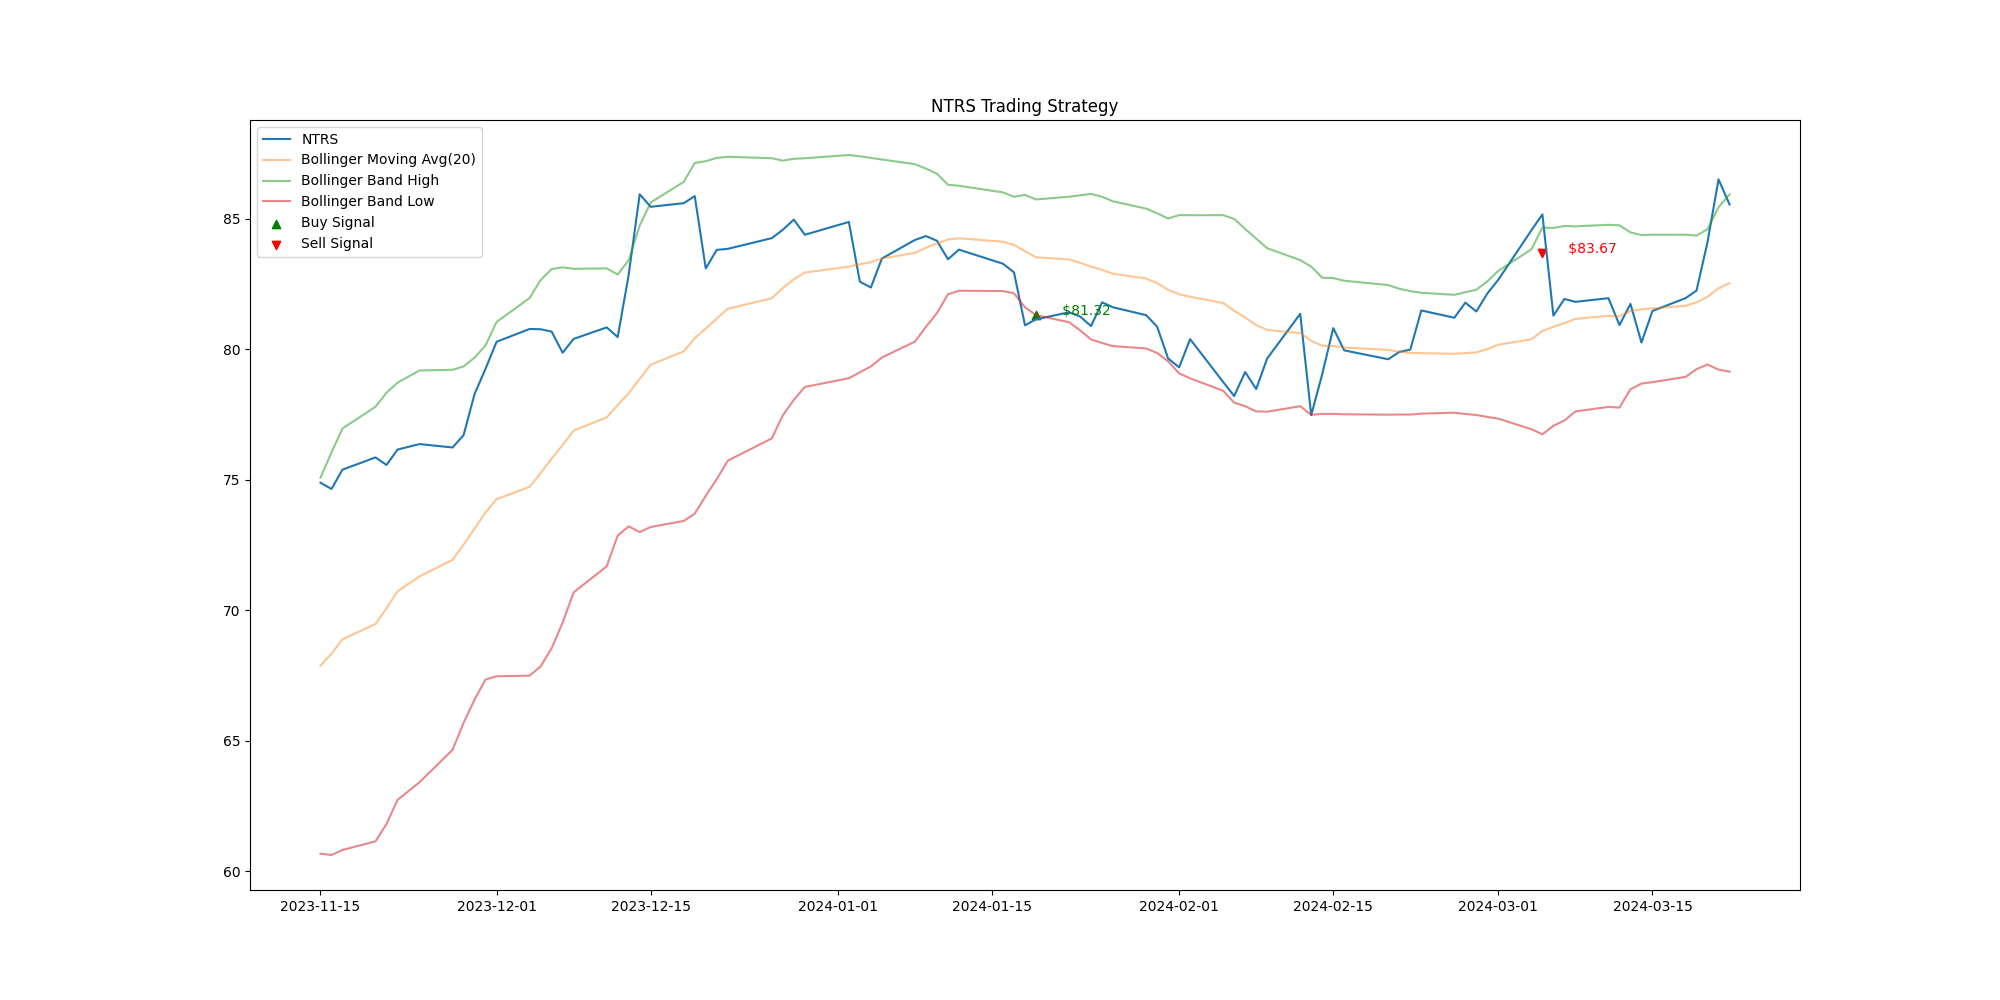 NTRS Trading Strategy
NTRS
Bollinger Moving Avg(20)
Bollinger Band High
Bollinger Band Low
Buy Signal
Sell Signal
85
80
75
70
65
60
$81.32
$83.67
2023-11-15
2023-12-01
2023-12-15
2024-01-01
2024-01-15
2024-02-01
2024-02-15
2024-03-01
2024-03-15